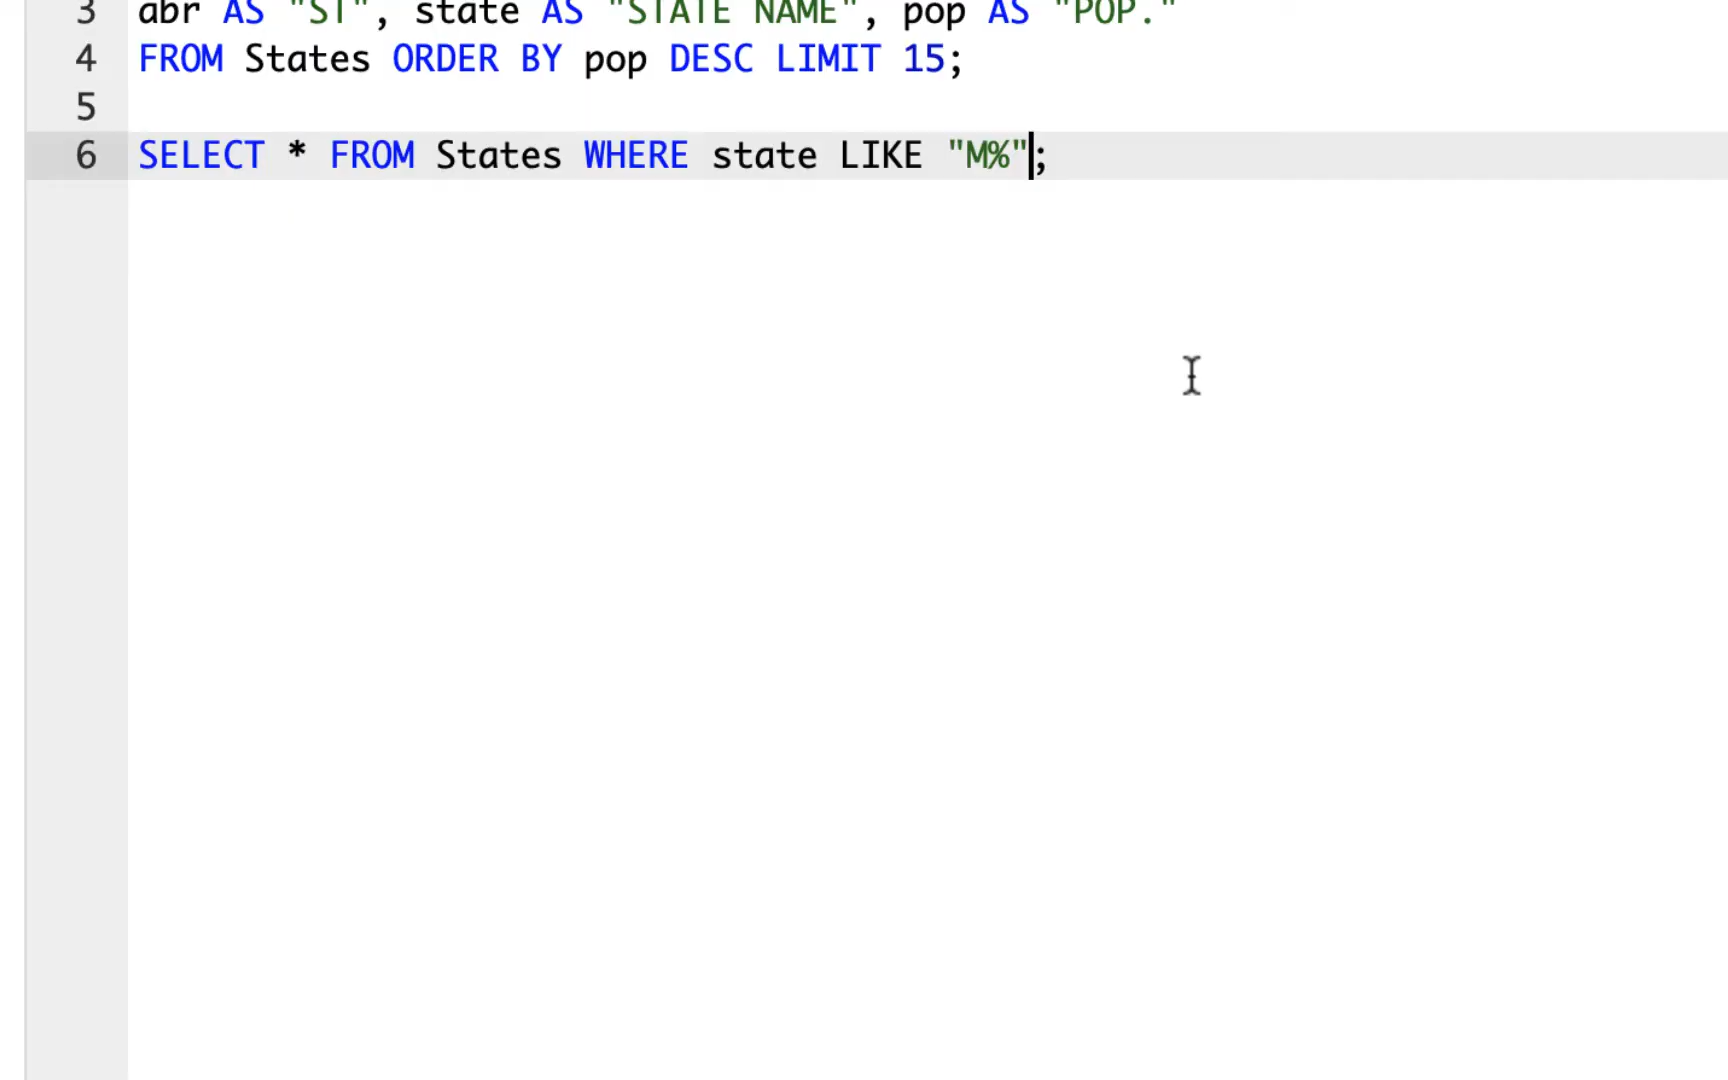 3 abr AS "ST", state AS "STATE NAME", pop AS "POP."
4 FROM States ORDER BY pop DESC LIMIT 15;
5
6 SELECT * FROM States WHERE state LIKE "M%";